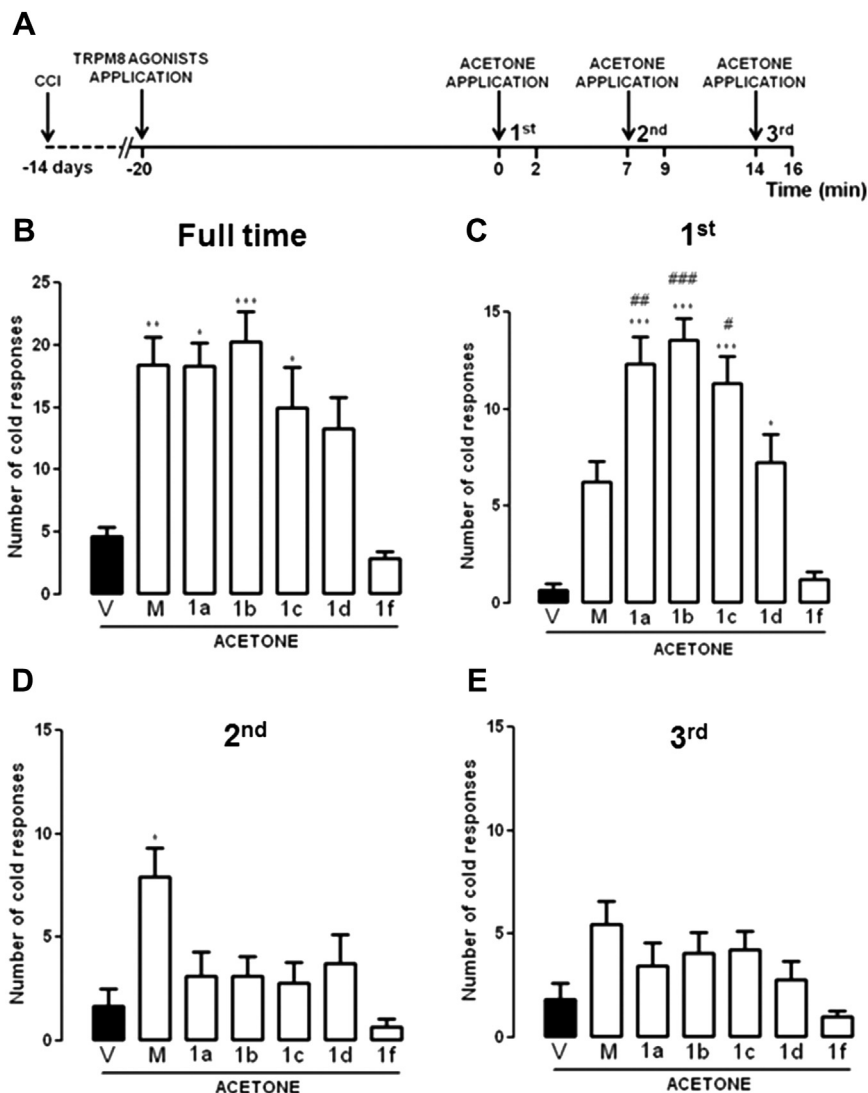 A
CCI
TRPM8 AGONISTS
APPLICATION
ACETONE
APPLICATION
ACETONE
APPLICATION
ACETONE
APPLICATION
1st
2nd
3rd
-14 days
-20
0
2
7
9
14
16
Time (min)
B
Full time
Number of cold responses
25
20
15
10
5
0
**
*
***
*
V M 1a 1b 1c 1d 1f
ACETONE
C
1st
Number of cold responses
15
10
5
0
##
***
###
***
#
***
*
V M 1a 1b 1c 1d 1f
ACETONE
D
2nd
Number of cold responses
15
10
5
0
*
V M 1a 1b 1c 1d 1f
ACETONE
E
3rd
Number of cold responses
15
10
5
0
V M 1a 1b 1c 1d 1f
ACETONE